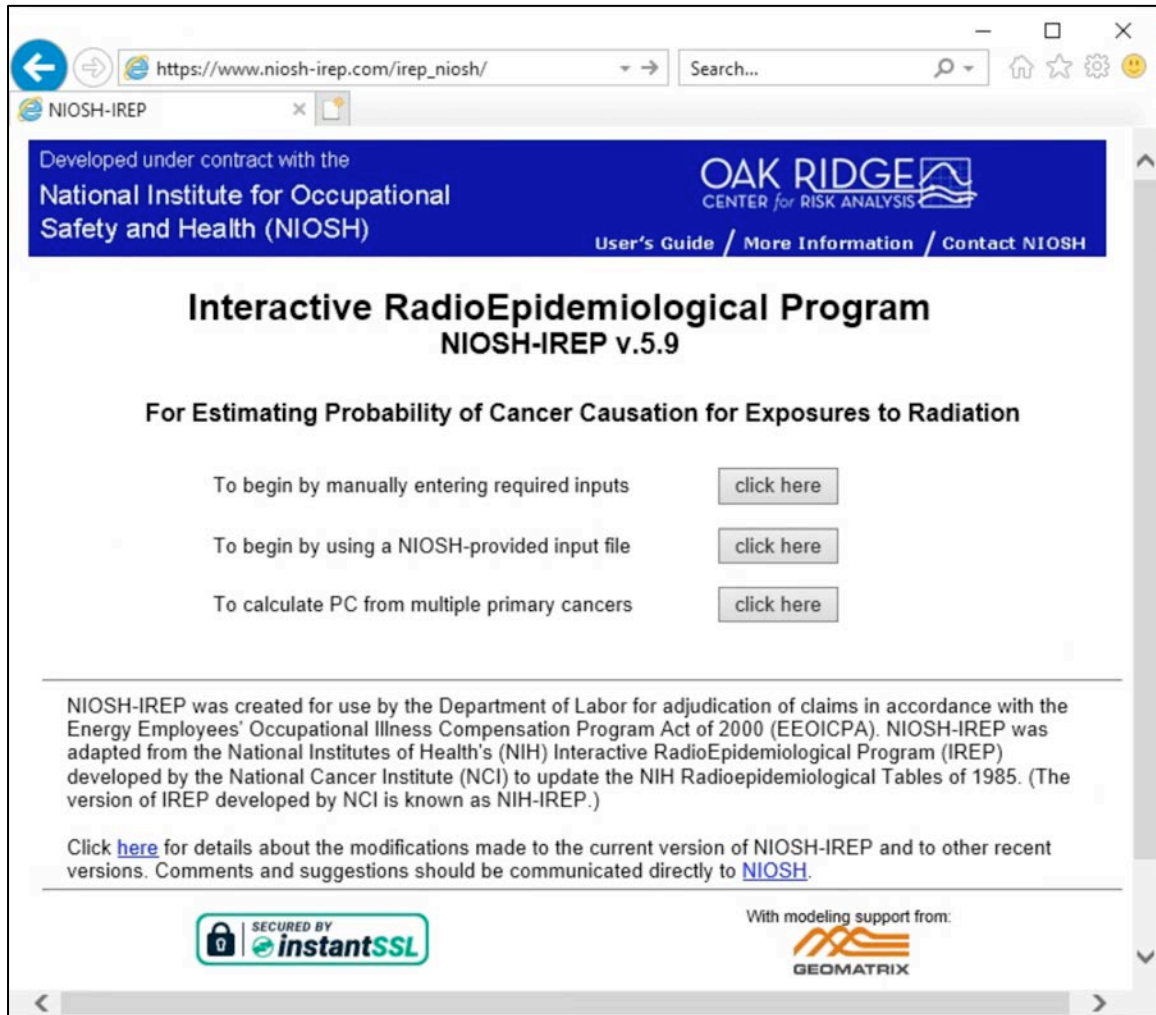 https://www.niosh-irep.com/irep_niosh/
Search...
NIOSH-IREP
Developed under contract with the
National Institute for Occupational
Safety and Health (NIOSH)
OAK RIDGE
CENTER for RISK ANALYSIS
User's Guide / More Information / Contact NIOSH
Interactive RadioEpidemiological Program
NIOSH-IREP v.5.9
For Estimating Probability of Cancer Causation for Exposures to Radiation
To begin by manually entering required inputs click here
To begin by using a NIOSH-provided input file click here
To calculate PC from multiple primary cancers click here
NIOSH-IREP was created for use by the Department of Labor for adjudication of claims in accordance with the
Energy Employees' Occupational Illness Compensation Program Act of 2000 (EEOICPA). NIOSH-IREP was
adapted from the National Institutes of Health's (NIH) Interactive RadioEpidemiological Program (IREP)
developed by the National Cancer Institute (NCI) to update the NIH Radioepidemiological Tables of 1985. (The
version of IREP developed by NCI is known as NIH-IREP.)
Click here for details about the modifications made to the current version of NIOSH-IREP and to other recent
versions. Comments and suggestions should be communicated directly to NIOSH.
SECURED BY
instantSSL
With modeling support from:
GEOMATRIX